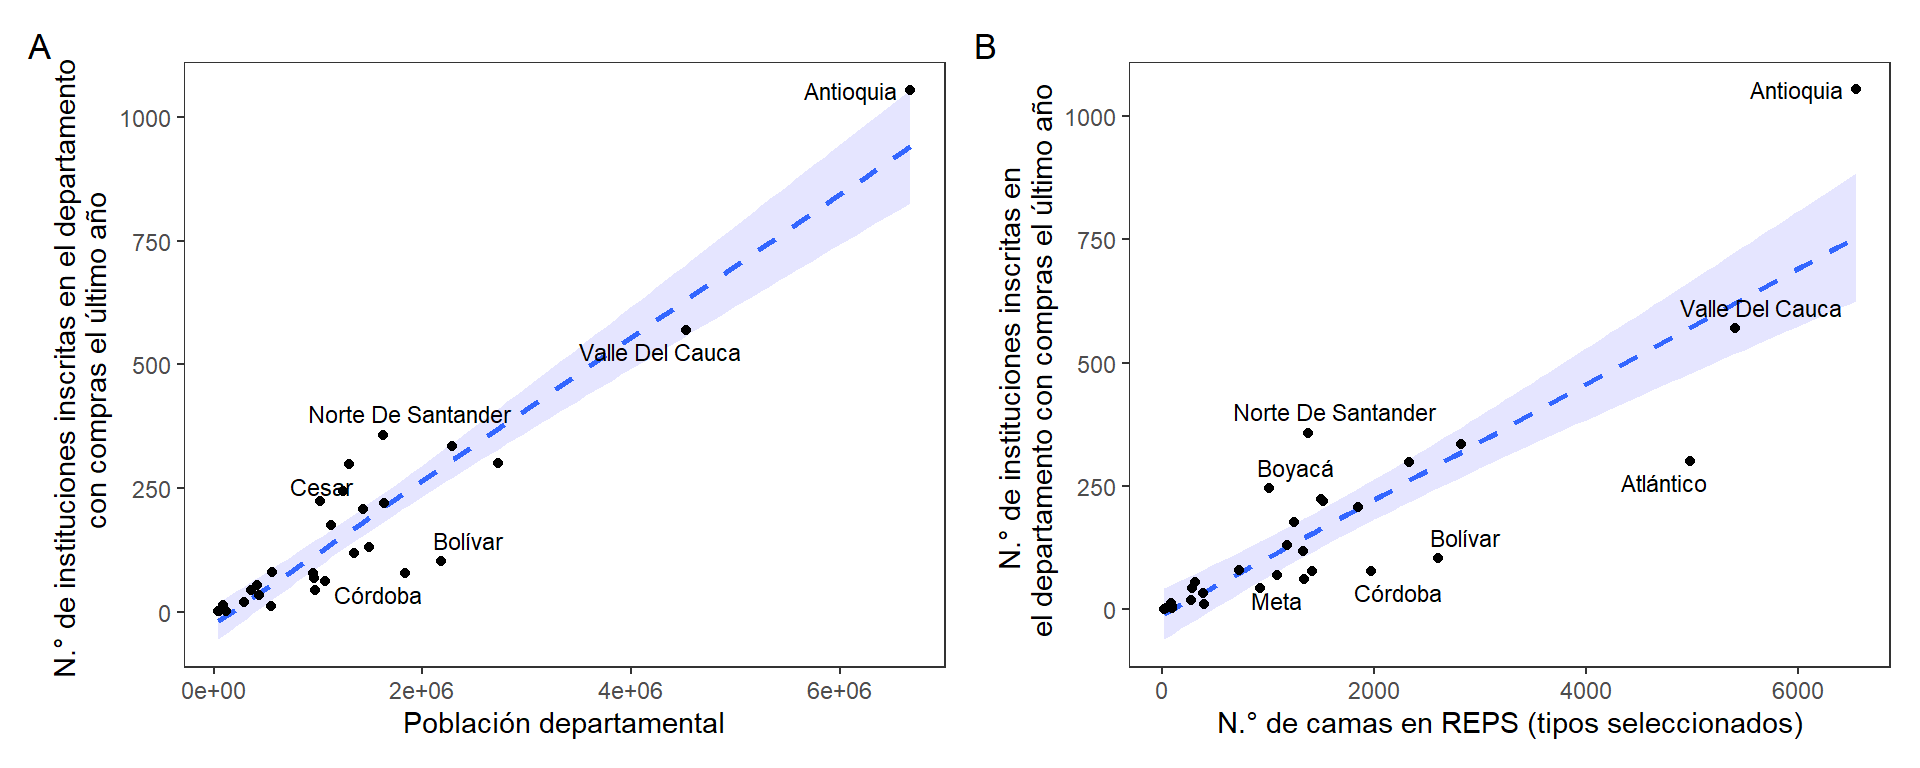 A
N.° de instituciones inscritas en el departamento
con compras el último año
1000
750
500
250
0
Antioquia
Valle Del Cauca
Norte De Santander
Cesar
Bolívar
Córdoba
0e+00
2e+06
4e+06
6e+06
Población departamental
B
N.° de instituciones inscritas en
el departamento con compras el último año
1000
750
500
250
0
Antioquia
Valle Del Cauca
Norte De Santander
Boyacá
Atlántico
Bolívar
Meta
Córdoba
0
2000
4000
6000
N.° de camas en REPS (tipos seleccionados)